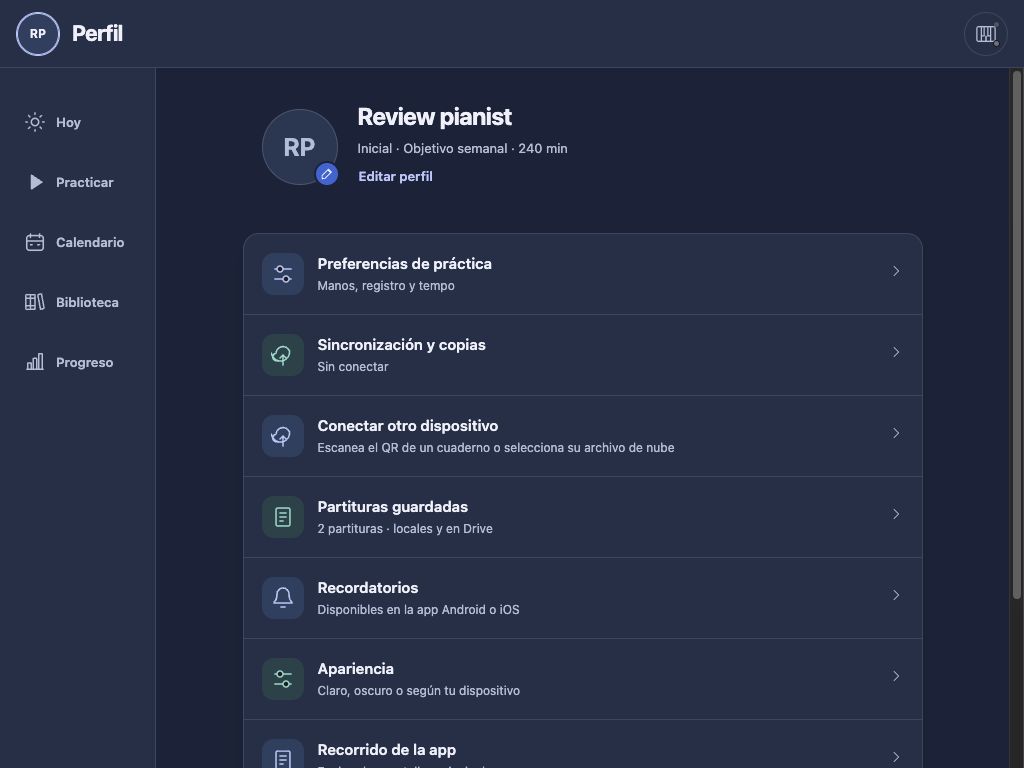 RP
Perfil
Hoy
Practicar
Calendario
Biblioteca
Progreso
RP
Review pianist
Inicial · Objetivo semanal · 240 min
Editar perfil
Preferencias de práctica
Manos, registro y tempo
Sincronización y copias
Sin conectar
Conectar otro dispositivo
Escanea el QR de un cuaderno o selecciona su archivo de nube
Partituras guardadas
2 partituras · locales y en Drive
Recordatorios
Disponibles en la app Android o iOS
Apariencia
Claro, oscuro o según tu dispositivo
Recorrido de la app